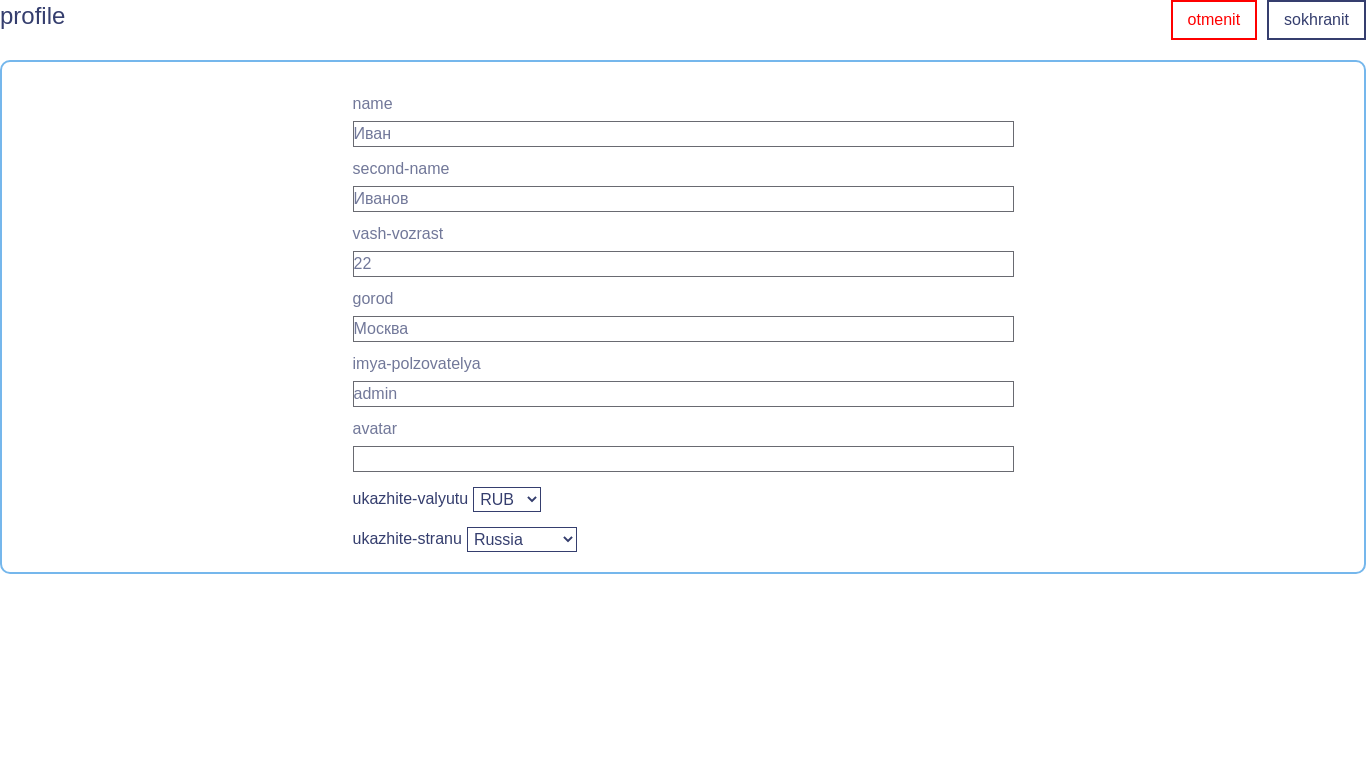 profile
otmenit
sokhranit
name
Иван
second-name
Иванов
vash-vozrast
22
gorod
Москва
imya-polzovatelya
admin
avatar
ukazhite-valyutu RUB
ukazhite-stranu Russia